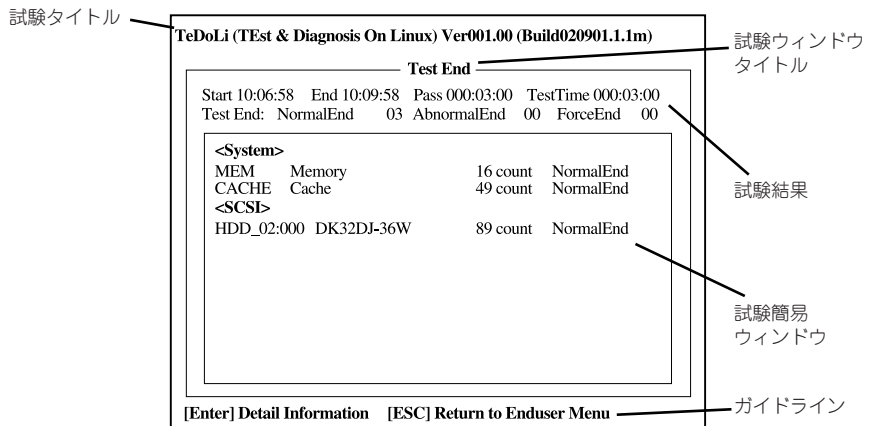 試験タイトル
TeDoLi (TEst & Diagnosis On Linux) Ver001.00 (Build020901.1.1m)
試験ウィンドウ
タイトル
Test End
Start 10:06:58 End 10:09:58 Pass 000:03:00 TestTime 000:03:00
Test End: NormalEnd 03 AbnormalEnd 00 ForceEnd 00
試験結果
<System>
MEM Memory 16 count NormalEnd
CACHE Cache 49 count NormalEnd
<SCSI>
HDD_02:000 DK32DJ-36W 89 count NormalEnd
試験簡易
ウィンドウ
[Enter] Detail Information [ESC] Return to Enduser Menu
ガイドライン